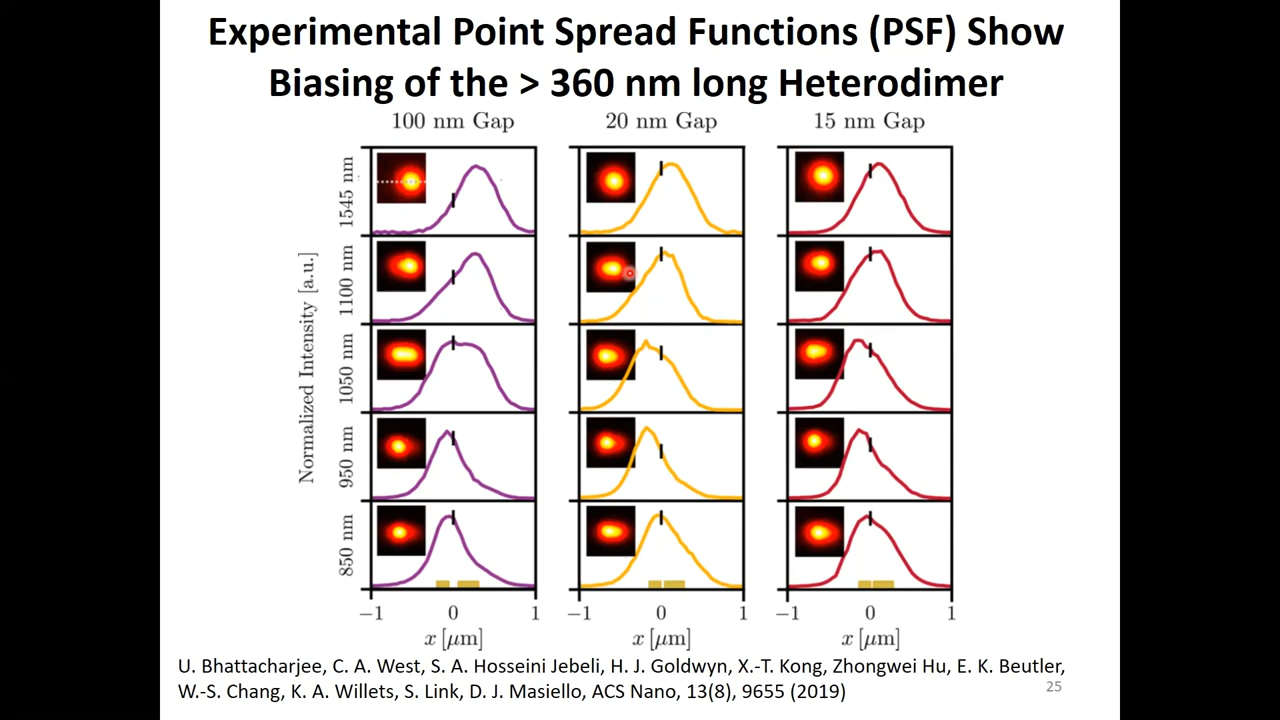 Experimental Point Spread Functions (PSF) Show
Biasing of the > 360 nm long Heterodimer
100 nm Gap
20 nm Gap
15 nm Gap
Normalized Intensity [a.u.]
1545 nm
1100 nm
1050 nm
950 nm
850 nm
−1 0 1
−1 0 1
−1 0 1
x [μm]
x [μm]
x [μm]
U. Bhattacharjee, C. A. West, S. A. Hosseini Jebeli, H. J. Goldwyn, X.-T. Kong, Zhongwei Hu, E. K. Beutler,
W.-S. Chang, K. A. Willets, S. Link, D. J. Masiello, ACS Nano, 13(8), 9655 (2019)
25